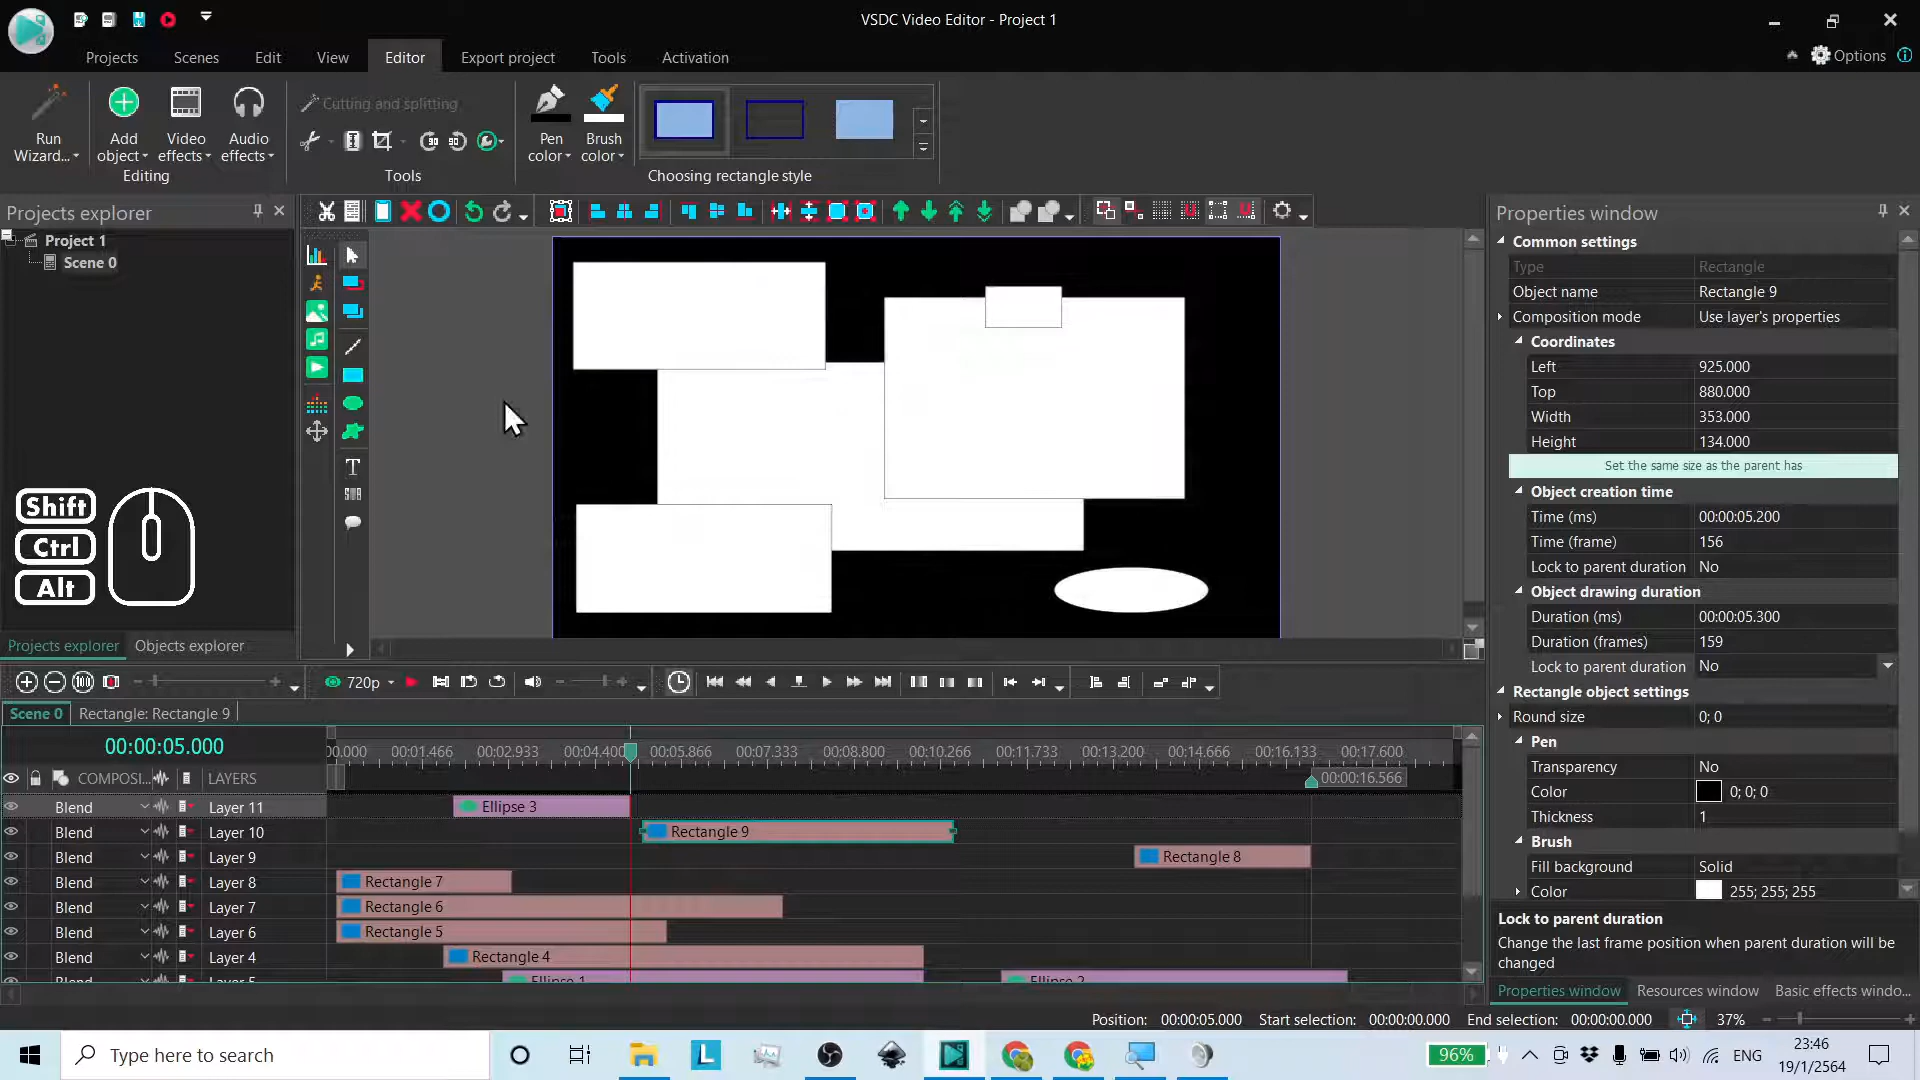 VSDC Video Editor - Project 1
Projects
Scenes
Edit
View
Editor
Export project
Tools
Activation
Options
Run Wizard...
Add object
Video effects
Audio effects
Editing
Cutting and splitting
Tools
Pen color
Brush color
Choosing rectangle style
Projects explorer
Project 1
Scene 0
Shift
Ctrl
Alt
Projects explorer
Objects explorer
Properties window
Common settings
Type Rectangle
Object name Rectangle 9
Composition mode Use layer's properties
Coordinates
Left 925.000
Top 880.000
Width 353.000
Height 134.000
Set the same size as the parent has
Object creation time
Time (ms) 00:00:05.200
Time (frame) 156
Lock to parent duration No
Object drawing duration
Duration (ms) 00:00:05.300
Duration (frames) 159
Lock to parent duration No
Rectangle object settings
Round size 0; 0
Pen
Transparency No
Color 0; 0; 0
Thickness 1
Brush
Fill background Solid
Color 255; 255; 255
Lock to parent duration
Change the last frame position when parent duration will be
changed
Properties window Resources window Basic effects windo...
720p
Scene 0
Rectangle: Rectangle 9
00:00:05.000
00.000 00:01.466 00:02.933 00:04.400 00:05.866 00:07.333 00:08.800 00:10.266 00:11.733 00:13.200 00:14.666 00:16.133 00:17.600
COMPOSI... LAYERS
00:00:16.566
Blend Layer 11 Ellipse 3
Blend Layer 10 Rectangle 9
Blend Layer 9 Rectangle 8
Blend Layer 8 Rectangle 7
Blend Layer 7 Rectangle 6
Blend Layer 6 Rectangle 5
Blend Layer 4 Rectangle 4
Blend Layer 5 Ellipse 1 Ellipse 2
Position: 00:00:05.000 Start selection: 00:00:00.000 End selection: 00:00:00.000 37%
Type here to search
96%
ENG
23:46
19/1/2564